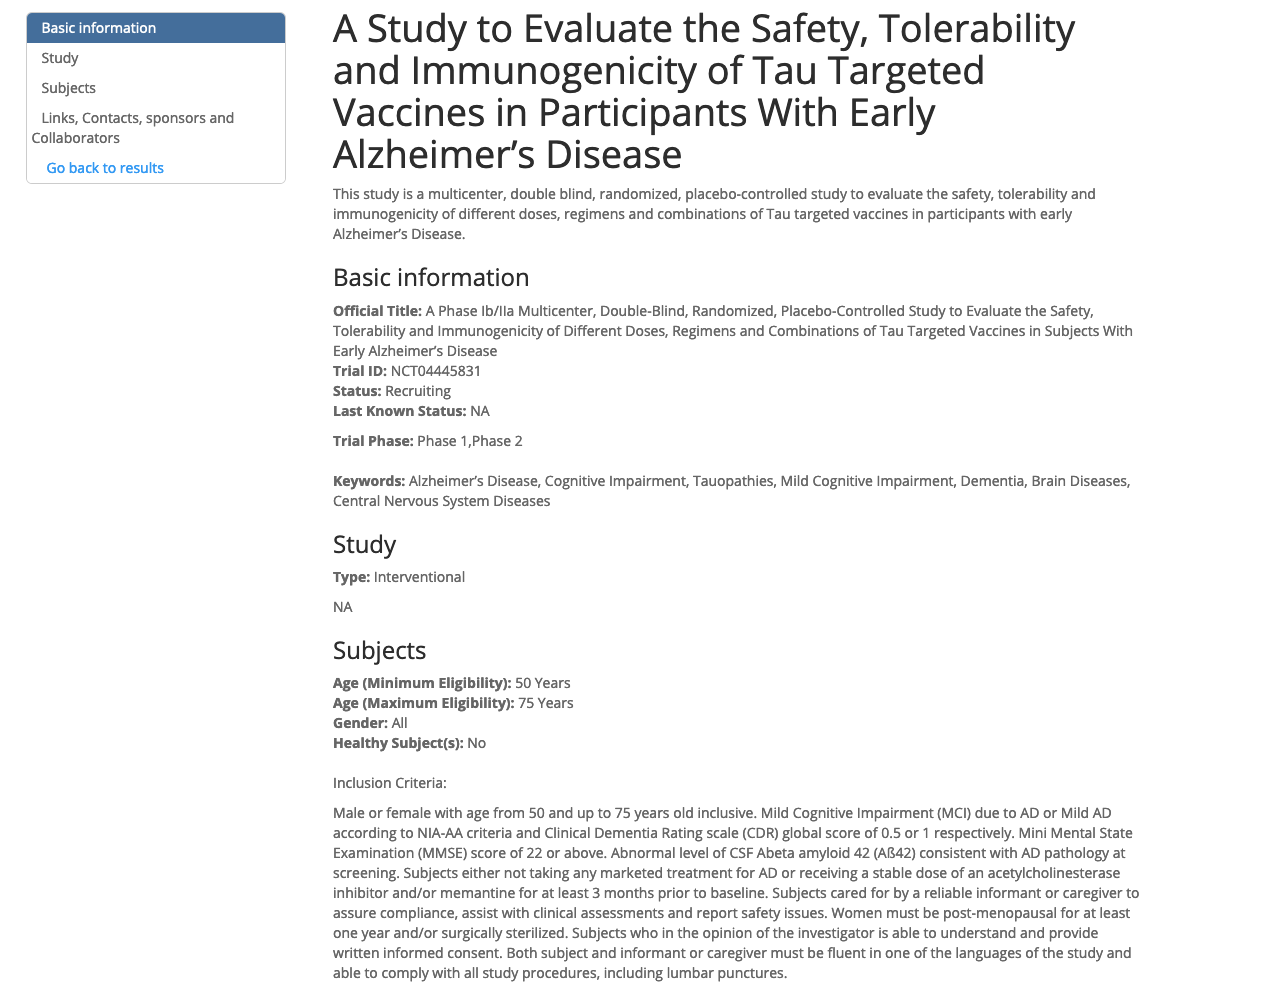 Basic information
Study
Subjects
Links, Contacts, sponsors and
Collaborators
Go back to results
A Study to Evaluate the Safety, Tolerability
and Immunogenicity of Tau Targeted
Vaccines in Participants With Early
Alzheimer’s Disease
This study is a multicenter, double blind, randomized, placebo-controlled study to evaluate the safety, tolerability and
immunogenicity of different doses, regimens and combinations of Tau targeted vaccines in participants with early
Alzheimer’s Disease.
Basic information
Official Title: A Phase Ib/IIa Multicenter, Double-Blind, Randomized, Placebo-Controlled Study to Evaluate the Safety,
Tolerability and Immunogenicity of Different Doses, Regimens and Combinations of Tau Targeted Vaccines in Subjects With
Early Alzheimer’s Disease
Trial ID: NCT04445831
Status: Recruiting
Last Known Status: NA
Trial Phase: Phase 1,Phase 2
Keywords: Alzheimer’s Disease, Cognitive Impairment, Tauopathies, Mild Cognitive Impairment, Dementia, Brain Diseases,
Central Nervous System Diseases
Study
Type: Interventional
NA
Subjects
Age (Minimum Eligibility): 50 Years
Age (Maximum Eligibility): 75 Years
Gender: All
Healthy Subject(s): No
Inclusion Criteria:
Male or female with age from 50 and up to 75 years old inclusive. Mild Cognitive Impairment (MCI) due to AD or Mild AD
according to NIA-AA criteria and Clinical Dementia Rating scale (CDR) global score of 0.5 or 1 respectively. Mini Mental State
Examination (MMSE) score of 22 or above. Abnormal level of CSF Abeta amyloid 42 (Aß42) consistent with AD pathology at
screening. Subjects either not taking any marketed treatment for AD or receiving a stable dose of an acetylcholinesterase
inhibitor and/or memantine for at least 3 months prior to baseline. Subjects cared for by a reliable informant or caregiver to
assure compliance, assist with clinical assessments and report safety issues. Women must be post-menopausal for at least
one year and/or surgically sterilized. Subjects who in the opinion of the investigator is able to understand and provide
written informed consent. Both subject and informant or caregiver must be fluent in one of the languages of the study and
able to comply with all study procedures, including lumbar punctures.